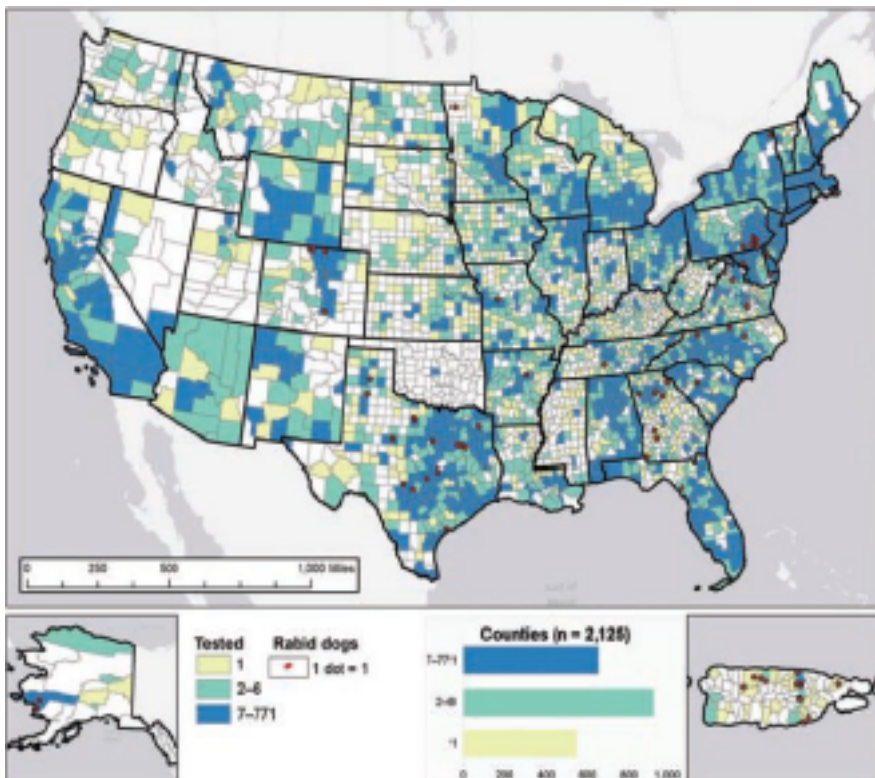 0 250 500 1,000 Miles
Tested
1
2–6
7–771
Rabid dogs
1 dot = 1
Counties (n = 2,125)
7–771
2–6
1
0 200 400 600 800 1,000